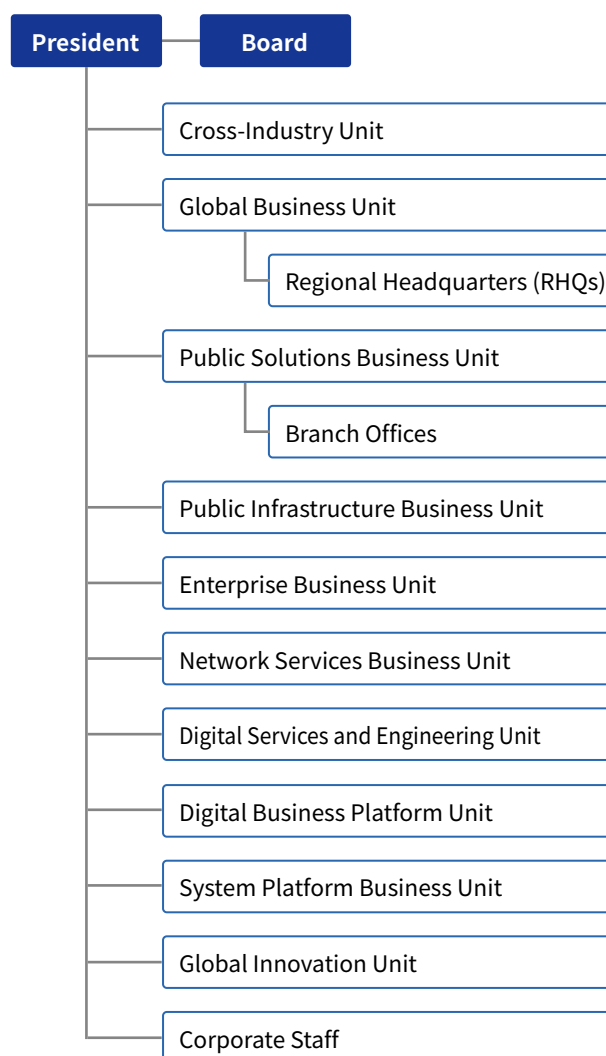 President
Board
Cross-Industry Unit
Global Business Unit
Regional Headquarters (RHQs)
Public Solutions Business Unit
Branch Offices
Public Infrastructure Business Unit
Enterprise Business Unit
Network Services Business Unit
Digital Services and Engineering Unit
Digital Business Platform Unit
System Platform Business Unit
Global Innovation Unit
Corporate Staff